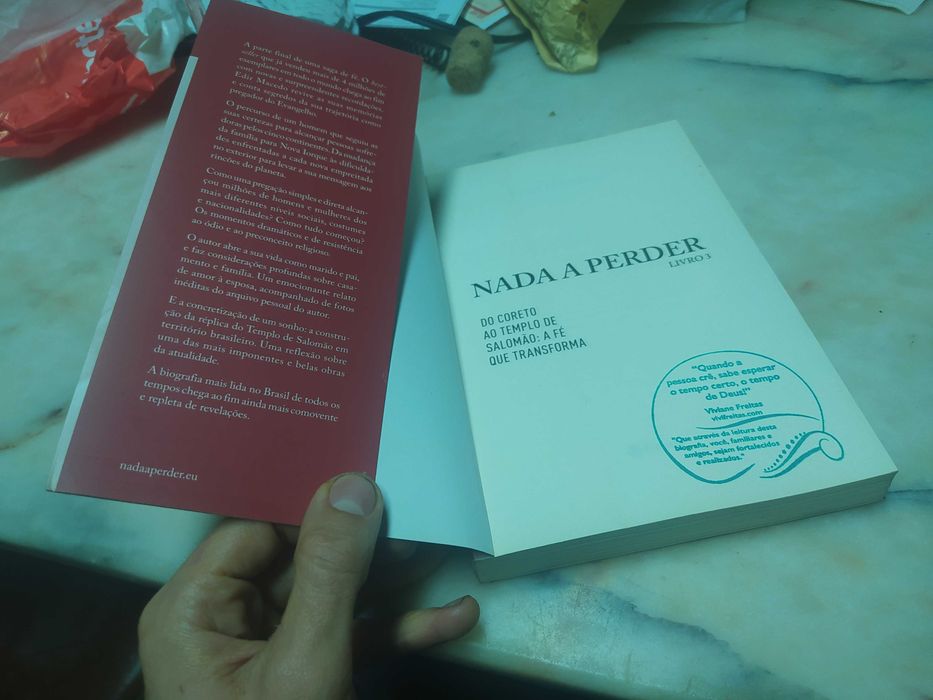 A parte final de uma saga de fé. O best-
seller que já vendeu mais de 4 milhões de
exemplares em todo o mundo chega ao fim
com novas e surpreendentes recordações.
Edir Macedo revive as suas memórias
e conta segredos da sua trajetória como
pregador do Evangelho.
O percurso de um homem que seguiu as
suas certezas para alcançar pessoas sofre-
doras pelos cinco continentes. Da mudança
da família para Nova Iorque às dificulda-
des enfrentadas a cada nova empreitada
no exterior para levar a sua mensagem aos
rincões do planeta.
Como uma pregação simples e direta alcan-
çou milhões de homens e mulheres dos
mais diferentes níveis sociais, costumes
e nacionalidades? Como tudo começou?
Os momentos dramáticos e de resistência
ao ódio e ao preconceito religioso.
O autor abre a sua vida como marido e pai,
e faz considerações profundas sobre casa-
mento e família. Um emocionante relato
de amor à esposa, acompanhado de fotos
inéditas do arquivo pessoal do autor.
E a concretização de um sonho: a constru-
ção da réplica do Templo de Salomão em
território brasileiro. Uma reflexão sobre
uma das mais imponentes e belas obras
da atualidade.
A biografia mais lida no Brasil de todos os
tempos chega ao fim ainda mais comovente
e repleta de revelações.
nadaaperder.eu
NADA A PERDER
LIVRO 3
DO CORETO
AO TEMPLO DE
SALOMÃO: A FÉ
QUE TRANSFORMA
"Quando a
pessoa crê, sabe esperar
o tempo certo, o tempo
de Deus!"
Viviane Freitas
vivifreitas.com
"Que através da leitura desta
biografia, você, familiares e
amigos, sejam fortalecidos
e realizados."